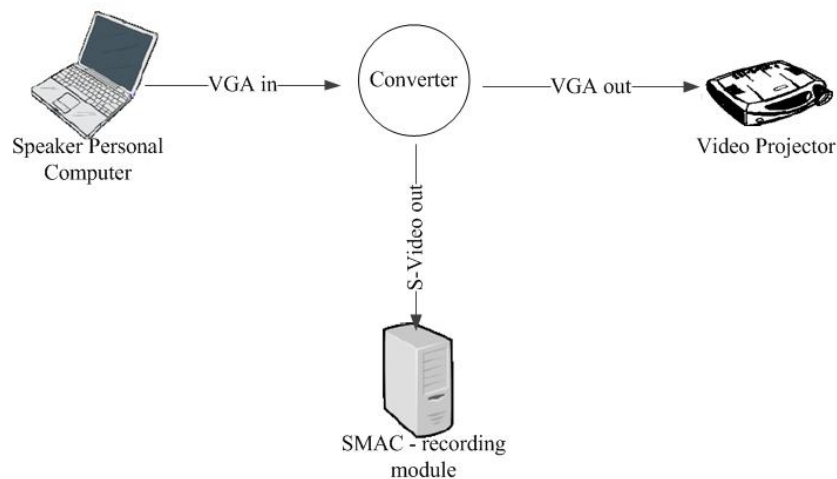 VGA in
Converter
VGA out
Speaker Personal
Computer
Video Projector
S-Video out
SMAC - recording
module